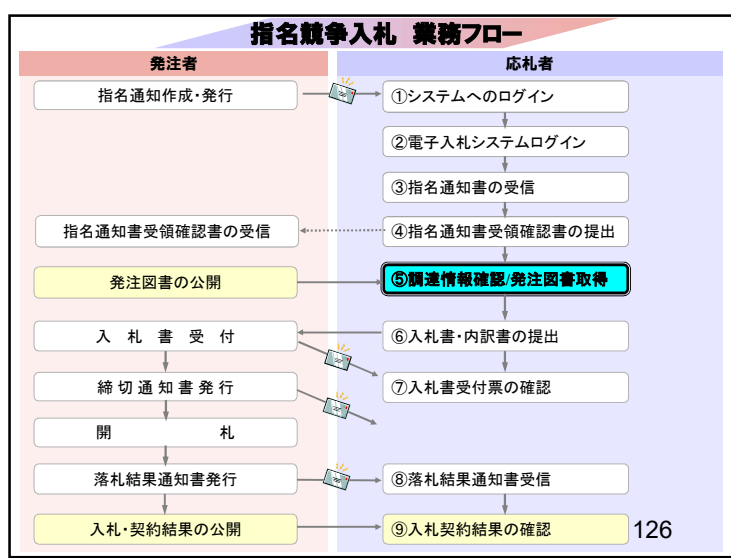 指名競争入札 業務フロー
発注者
応札者
指名通知作成・発行
①システムへのログイン
②電子入札システムログイン
③指名通知書の受信
指名通知書受領確認書の受信
④指名通知書受領確認書の提出
発注図書の公開
⑤調達情報確認/発注図書取得
入 札 書 受 付
⑥入札書・内訳書の提出
締切通知書発行
⑦入札書受付票の確認
開 札
落札結果通知書発行
⑧落札結果通知書受信
入札・契約結果の公開
⑨入札契約結果の確認
126